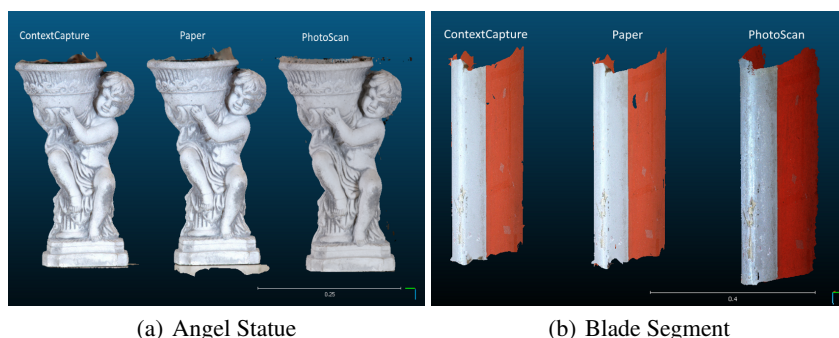 ContextCapture
Paper
PhotoScan
0.25
(a) Angel Statue
ContextCapture
Paper
PhotoScan
0.4
(b) Blade Segment